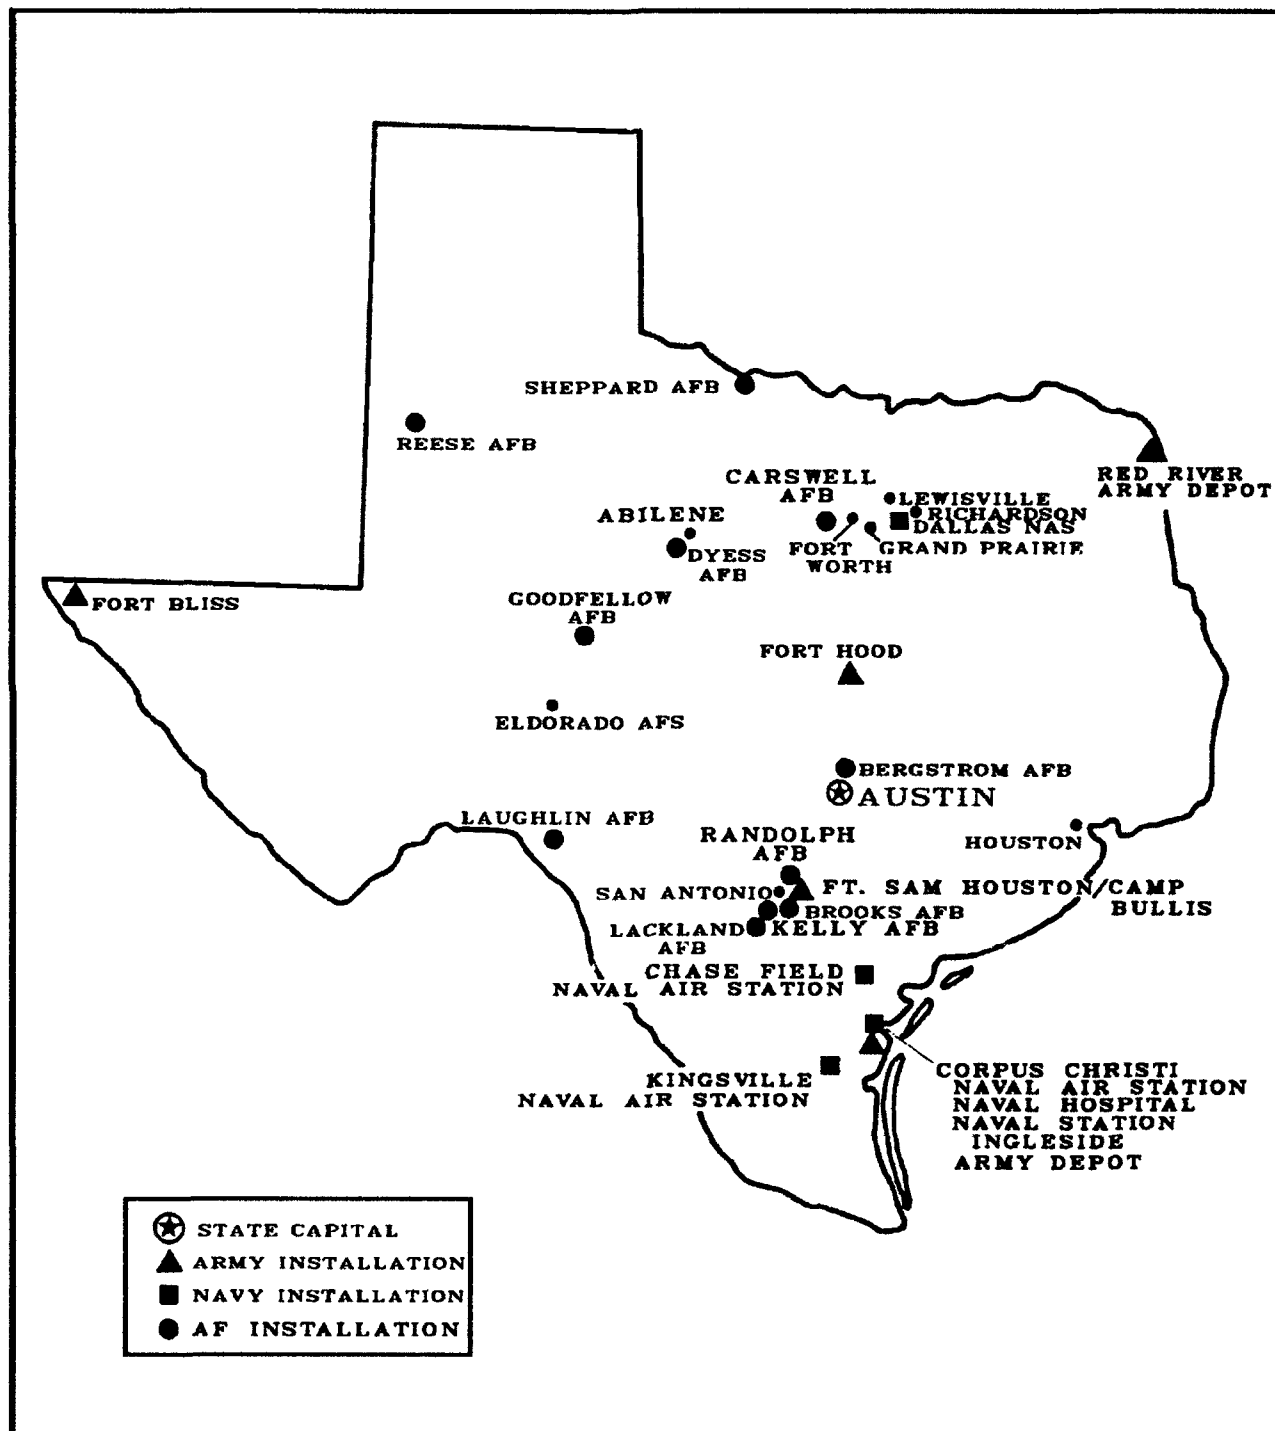 SHEPPARD AFB
REESE AFB
RED RIVER
ARMY DEPOT
CARSWELL
AFB
LEWISVILLE
RICHARDSON
DALLAS NAS
GRAND PRAIRIE
FORT
WORTH
ABILENE
DYESS
AFB
FORT BLISS
GOODFELLOW
AFB
FORT HOOD
ELDORADO AFS
BERGSTROM AFB
AUSTIN
LAUGHLIN AFB
HOUSTON
RANDOLPH
AFB
SAN ANTONIO
FT. SAM HOUSTON/CAMP
BULLIS
BROOKS AFB
LACKLAND
AFB
KELLY AFB
CHASE FIELD
NAVAL AIR STATION
KINGSVILLE
NAVAL AIR STATION
CORPUS CHRISTI
NAVAL AIR STATION
NAVAL HOSPITAL
NAVAL STATION
INGLESIDE
ARMY DEPOT
STATE CAPITAL
ARMY INSTALLATION
NAVY INSTALLATION
AF INSTALLATION